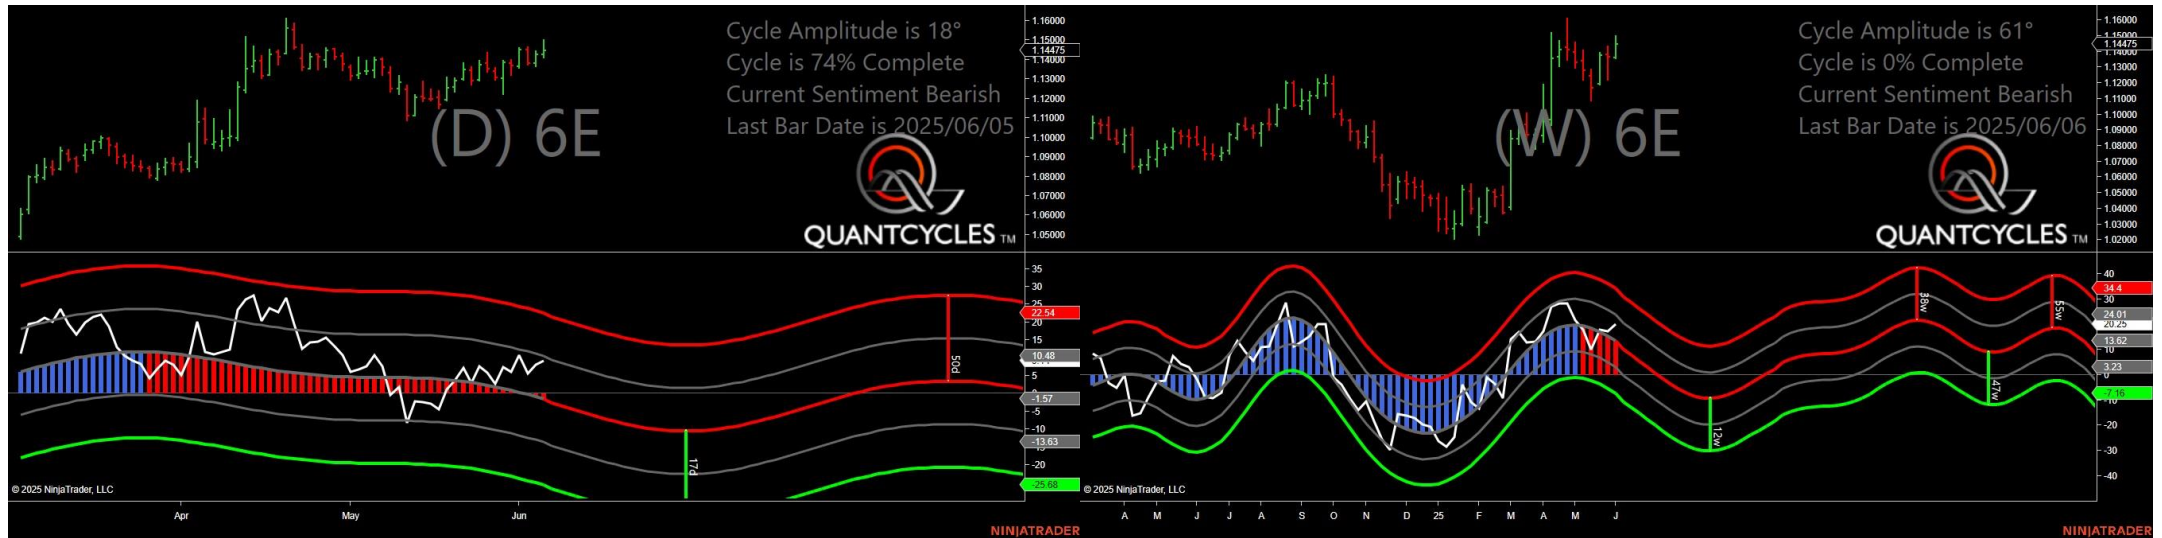 Cycle Amplitude is 18°
Cycle is 74% Complete
Current Sentiment Bearish
Last Bar Date is 2025/06/05
(D) 6E
QUANTCYCLES TM
1.16000
1.15000
1.14475
1.14000
1.13000
1.12000
1.11000
1.10000
1.09000
1.08000
1.07000
1.06000
1.05000
35
30
25
22.54
20
15
10.48
5
0
-1.57
-5
-10
-13.63
-20
-25.68
50d
17d
© 2025 NinjaTrader, LLC
Apr
May
Jun
NINJATRADER
Cycle Amplitude is 61°
Cycle is 0% Complete
Current Sentiment Bearish
Last Bar Date is 2025/06/06
(W) 6E
QUANTCYCLES TM
1.16000
1.15000
1.14475
1.14000
1.13000
1.12000
1.11000
1.10000
1.09000
1.08000
1.07000
1.06000
1.05000
1.04000
1.03000
1.02000
40
34.4
30
24.01
20.25
13.62
10
3.23
0
-7.16
-10
-20
-30
-40
38w
55w
47w
12w
© 2025 NinjaTrader, LLC
A
M
J
J
A
S
O
N
D
25
F
M
A
M
J
NINJATRADER